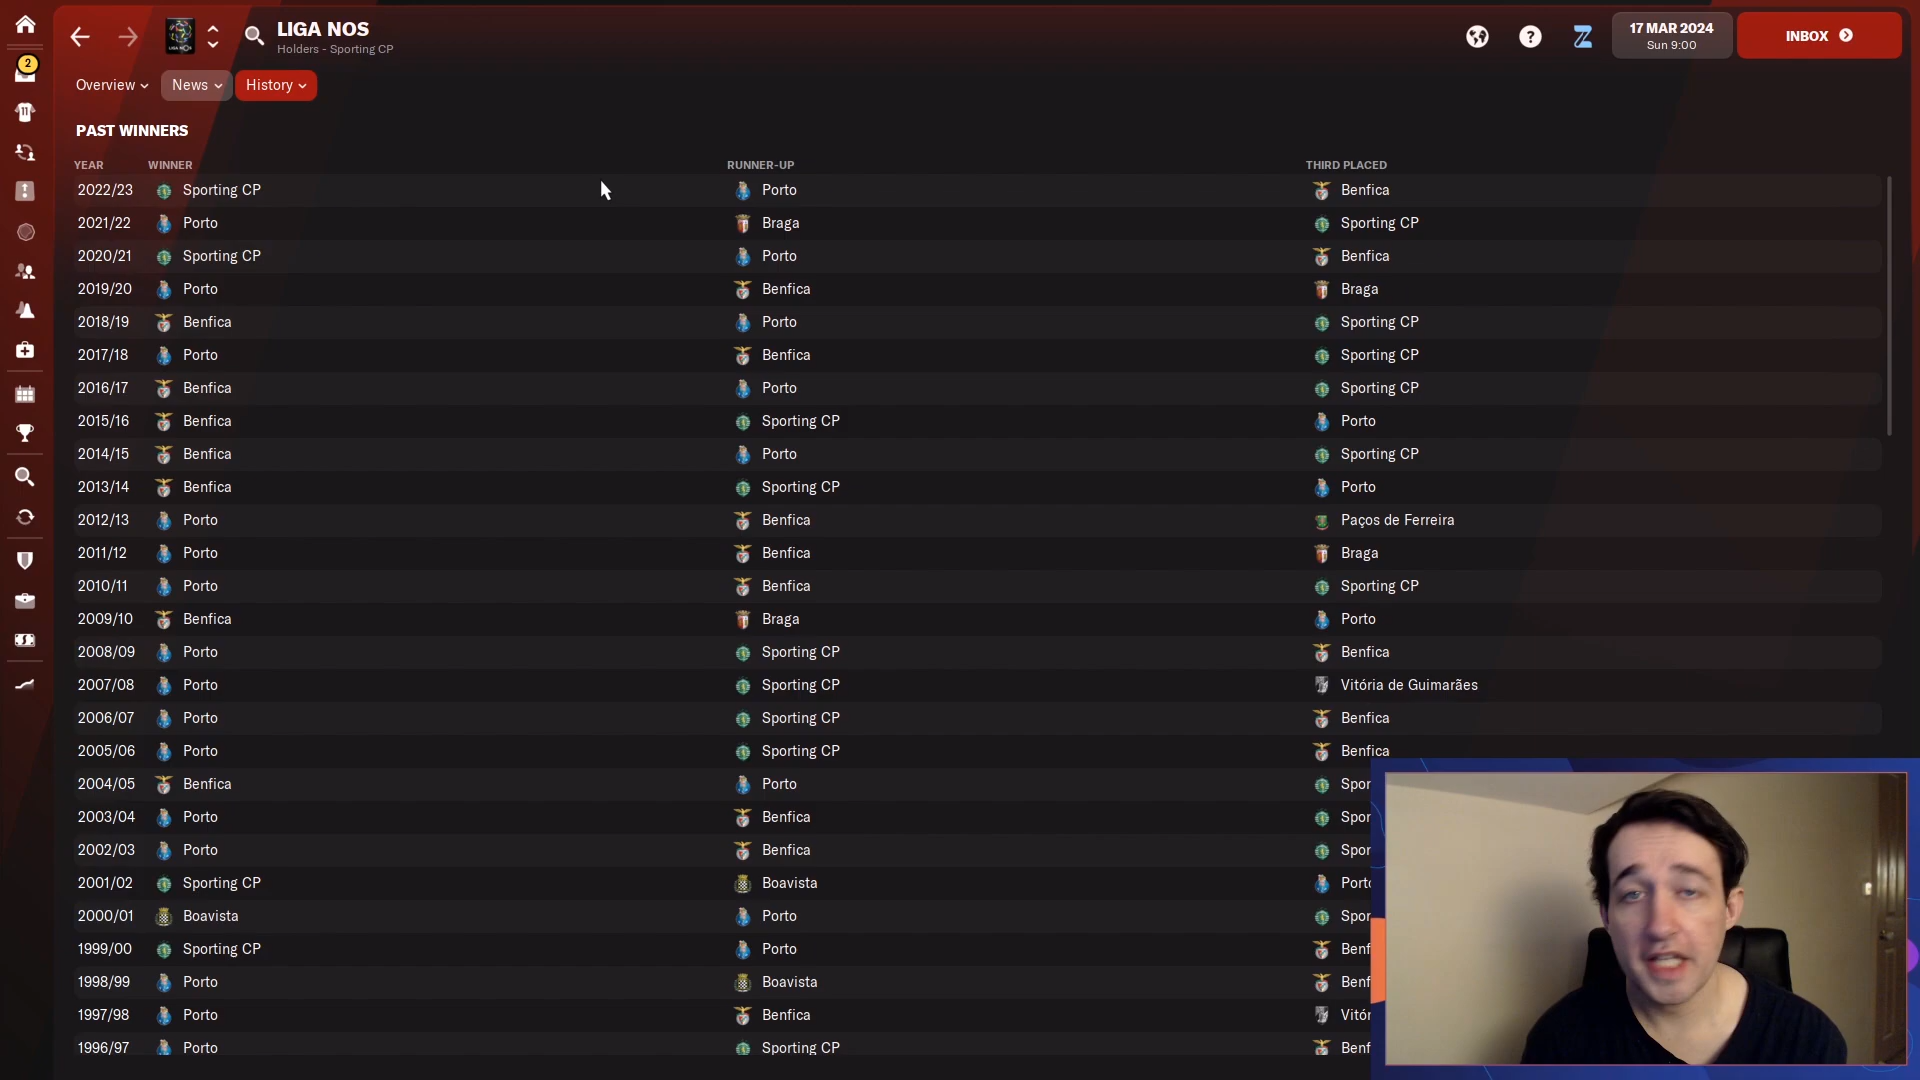 LIGA NOS
Holders - Sporting CP
17 MAR 2024
Sun 9:00
INBOX
2
Overview
News
History
PAST WINNERS
YEAR WINNER RUNNER-UP THIRD PLACED
2022/23 Sporting CP Porto Benfica
2021/22 Porto Braga Sporting CP
2020/21 Sporting CP Porto Benfica
2019/20 Porto Benfica Braga
2018/19 Benfica Porto Sporting CP
2017/18 Porto Benfica Sporting CP
2016/17 Benfica Porto Sporting CP
2015/16 Benfica Sporting CP Porto
2014/15 Benfica Porto Sporting CP
2013/14 Benfica Sporting CP Porto
2012/13 Porto Benfica Paços de Ferreira
2011/12 Porto Benfica Braga
2010/11 Porto Benfica Sporting CP
2009/10 Benfica Braga Porto
2008/09 Porto Sporting CP Benfica
2007/08 Porto Sporting CP Vitória de Guimarães
2006/07 Porto Sporting CP Benfica
2005/06 Porto Sporting CP Benfica
2004/05 Benfica Porto Spor
2003/04 Porto Benfica Spor
2002/03 Porto Benfica Spor
2001/02 Sporting CP Boavista Porto
2000/01 Boavista Porto Spor
1999/00 Sporting CP Porto Benf
1998/99 Porto Boavista Benf
1997/98 Porto Benfica Vitór
1996/97 Porto Sporting CP Benf